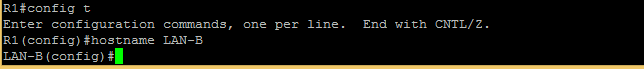 R1#config t
Enter configuration commands, one per line.  End with CNTL/Z.
R1(config)#hostname LAN-B
LAN-B(config)#